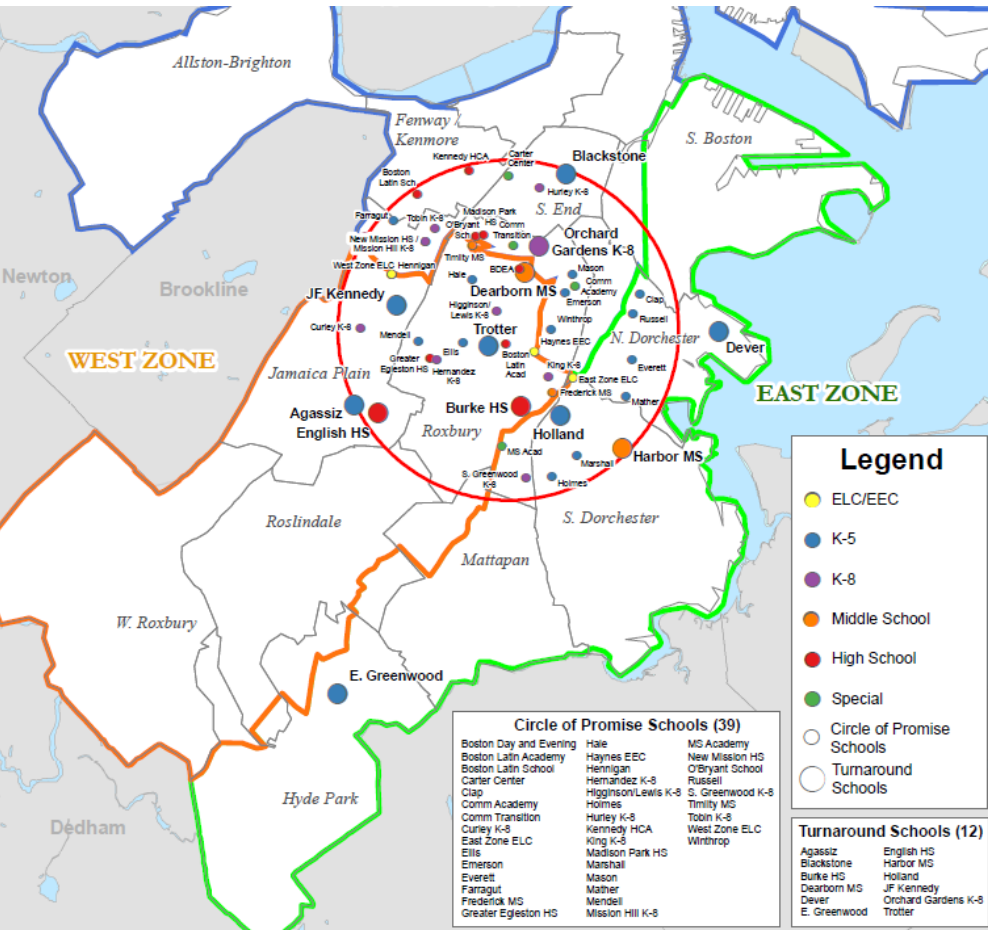 Allston-Brighton
Fenway/
Kenmore
S. Boston
Kennedy HCA
Carter
Center
Blackstone
Boston
Latin Sch
Hurley K-8
S. End
Farragut
Tobin K-8
Madison Park
HS
O'Bryant
Sch
Comm
Transition
Orchard
Gardens K-8
New Mission HS /
Mission Hill K-8
Timilty MS
West Zone ELC
Hennigan
BDEA
Mason
Comm
Academy
Newton
Brookline
Hale
Dearborn MS
Emerson
JF Kennedy
Clap
Higginson/
Lewis K-8
Russell
Curley K-8
Mendell
Trotter
Winthrop
N. Dorchester
Dever
Haynes EEC
WEST ZONE
Ellis
Greater
Egleston HS
Hernandez
K-8
Boston
Latin
Acad
King K-8
Everett
Jamaica Plain
East Zone ELC
EAST ZONE
Frederick MS
Mather
Agassiz
English HS
Burke HS
Roxbury
Holland
MS Acad
Marshall
Harbor MS
S. Greenwood
K-8
Holmes
Roslindale
S. Dorchester
Mattapan
W. Roxbury
E. Greenwood
Hyde Park
Dedham
Legend
ELC/EEC
K-5
K-8
Middle School
High School
Special
Circle of Promise
Schools
Turnaround
Schools
Circle of Promise Schools (39)
Boston Day and Evening
Boston Latin Academy
Boston Latin School
Carter Center
Clap
Comm Academy
Comm Transition
Curley K-8
East Zone ELC
Ellis
Emerson
Everett
Farragut
Frederick MS
Greater Egleston HS
Hale
Haynes EEC
Hennigan
Hernandez K-8
Higginson/Lewis K-8
Holmes
Hurley K-8
Kennedy HCA
King K-8
Madison Park HS
Marshall
Mason
Mather
Mendell
Mission Hill K-8
MS Academy
New Mission HS
O'Bryant School
Russell
S. Greenwood K-8
Timilty MS
Tobin K-8
West Zone ELC
Winthrop
Turnaround Schools (12)
Agassiz
Blackstone
Burke HS
Dearborn MS
Dever
E. Greenwood
English HS
Harbor MS
Holland
JF Kennedy
Orchard Gardens K-8
Trotter